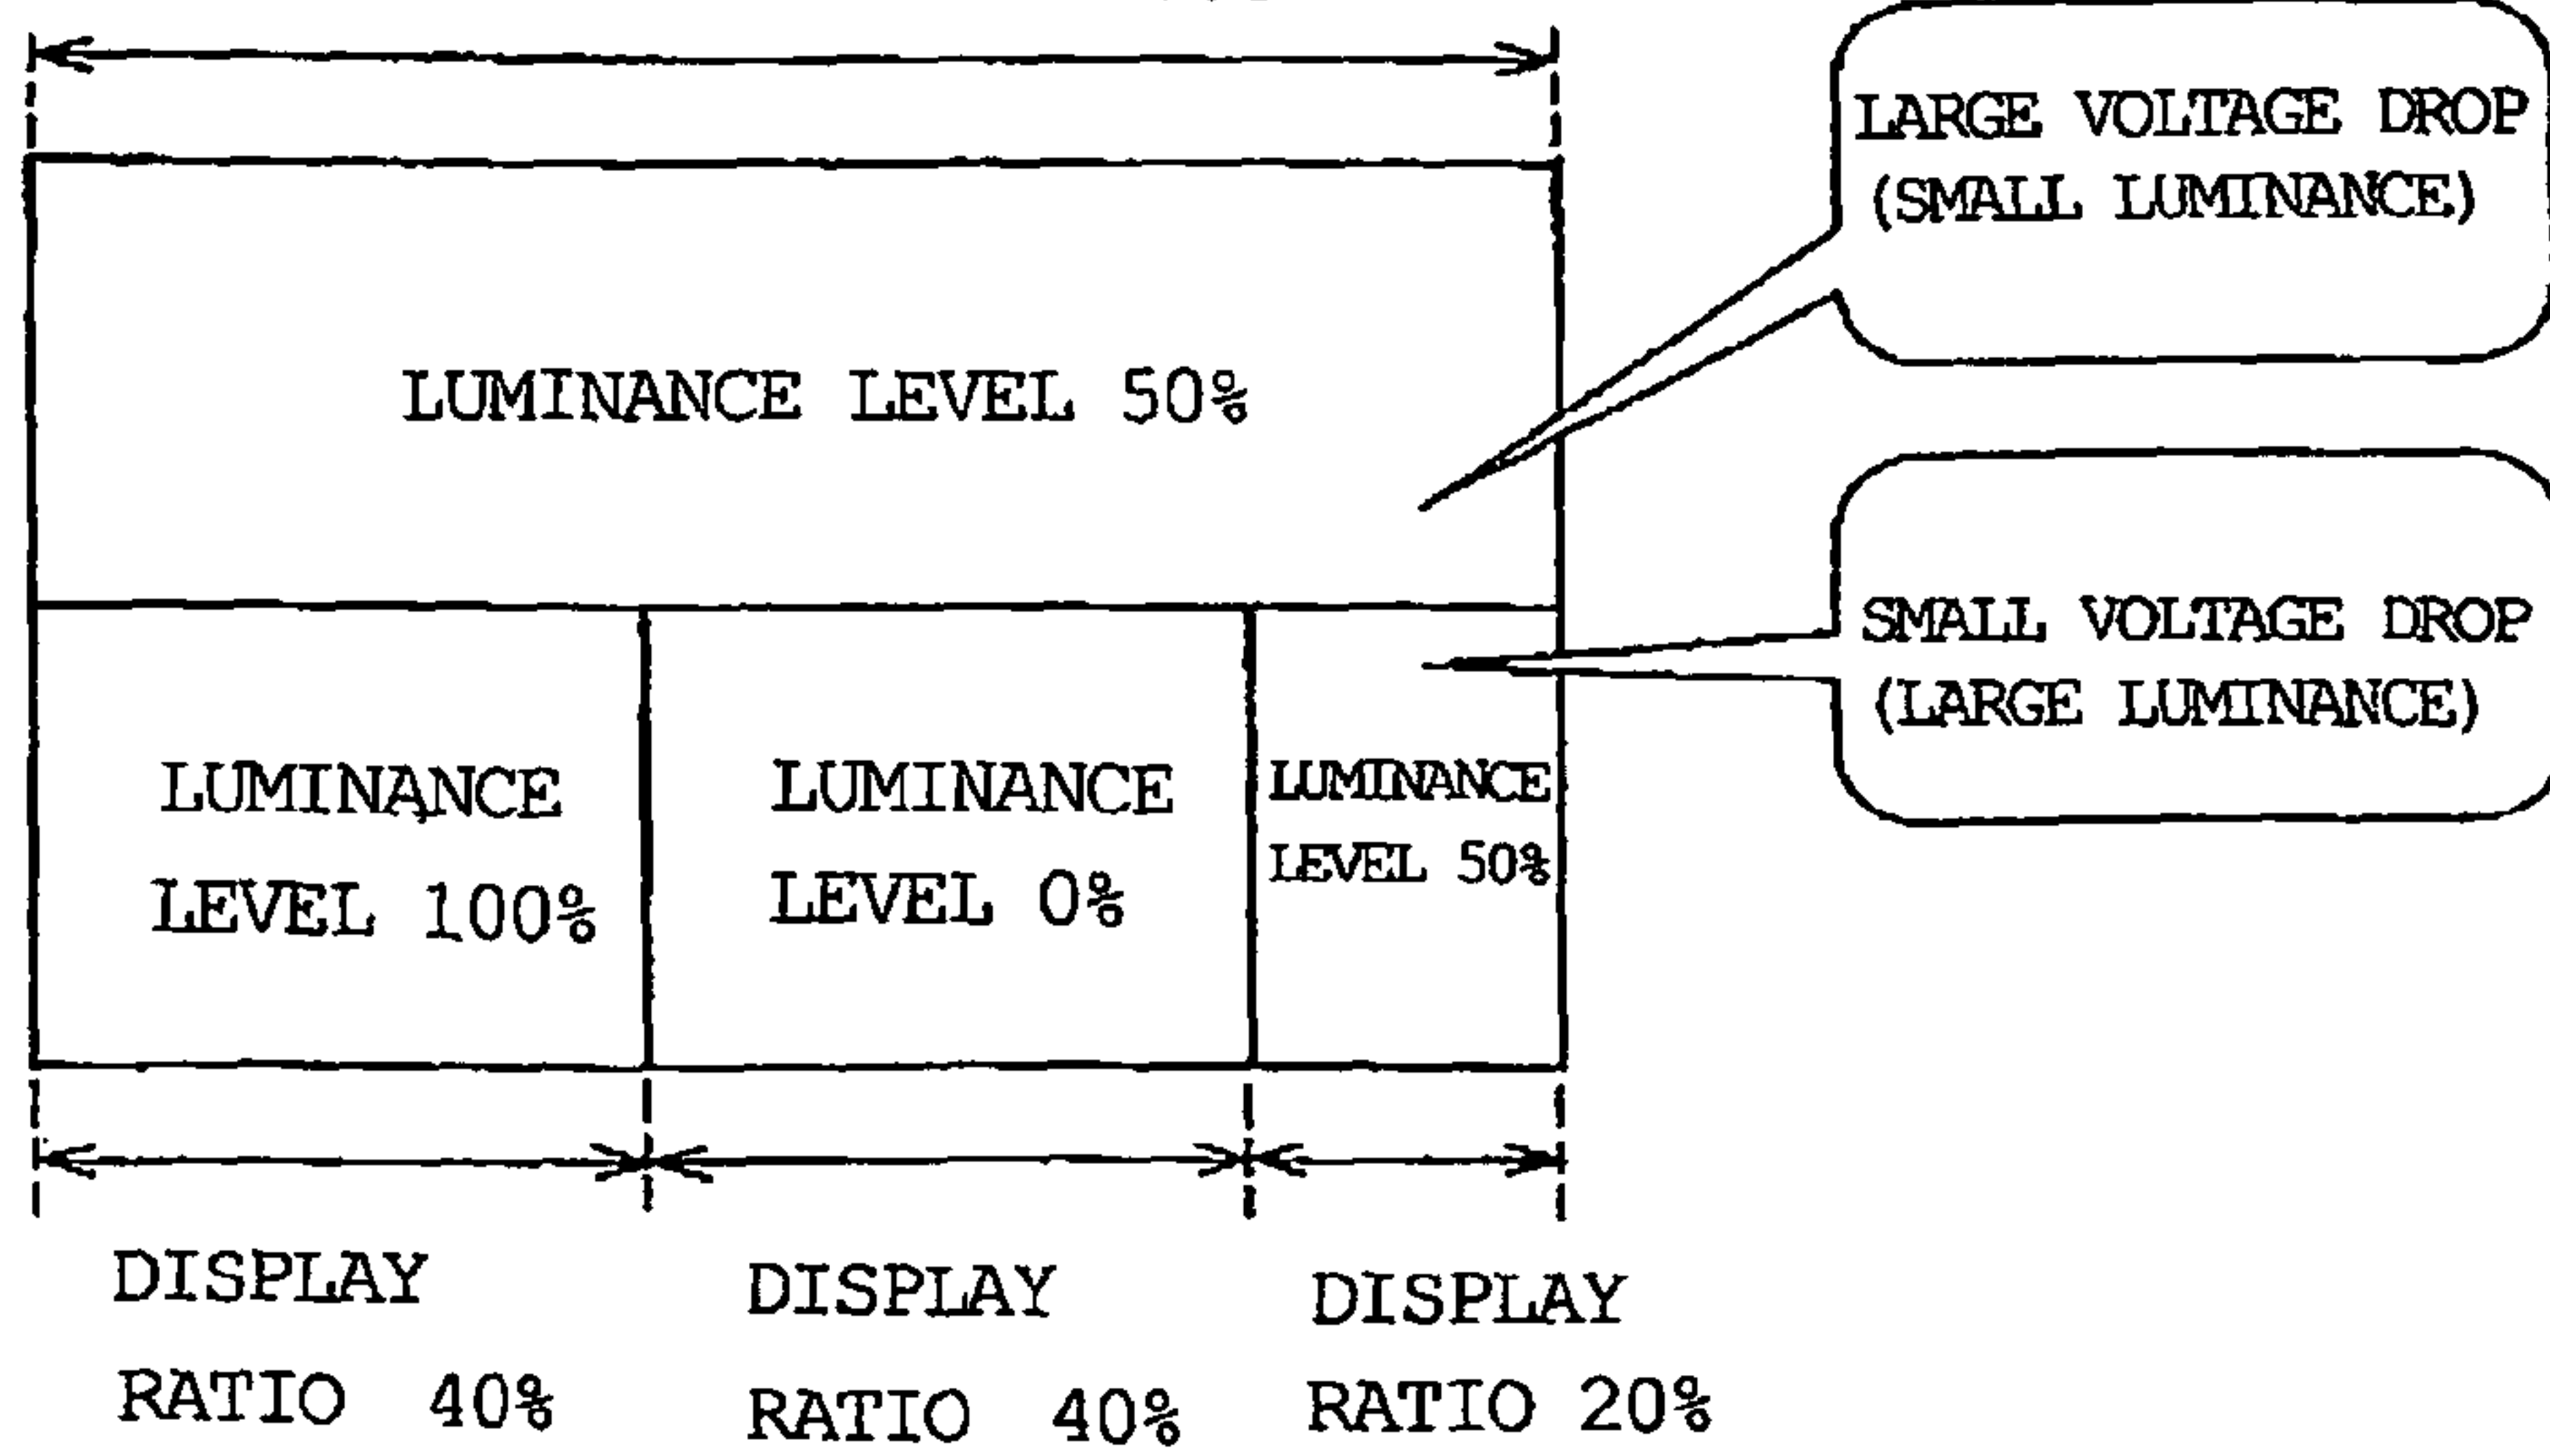 LARGE VOLTAGE DROP
(SMALL LUMINANCE)
LUMINANCE LEVEL 50%
SMALL VOLTAGE DROP
(LARGE LUMINANCE)
LUMINANCE
LEVEL 100%
LUMINANCE
LEVEL 0%
LUMINANCE
LEVEL 50%
DISPLAY
RATIO 40%
DISPLAY
RATIO 40%
DISPLAY
RATIO 20%